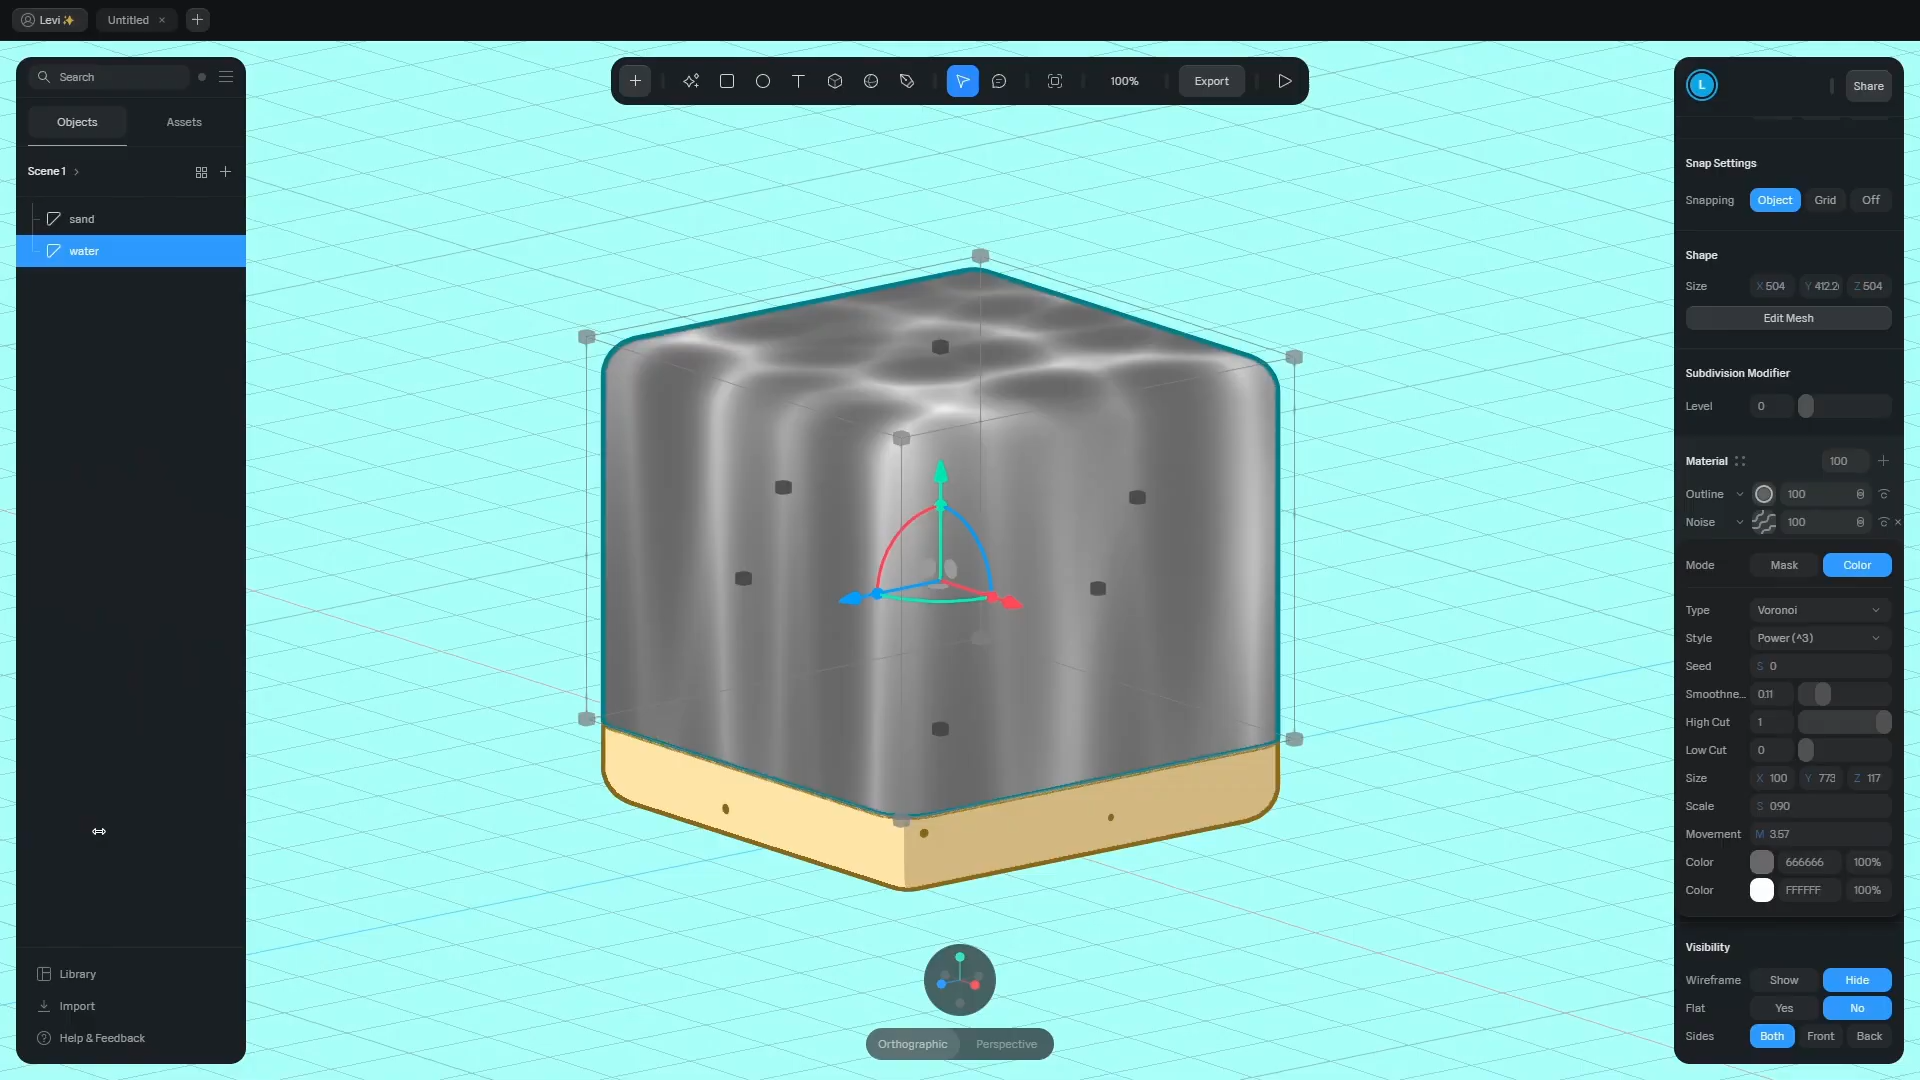 Levi✨
Untitled ×
Search
Objects
Assets
Scene 1 >
sand
water
Library
Import
Help & Feedback
100%
Export
L
Share
Snap Settings
Snapping Object Grid Off
Shape
Size X 504 Y 412.2 Z 504
Edit Mesh
Subdivision Modifier
Level 0
Material 100
Outline 100
Noise 100
Mode Mask Color
Type Voronoi
Style Power (^3)
Seed S 0
Smoothne... 0.11
High Cut 1
Low Cut 0
Size X 100 Y 773 Z 117
Scale S 0.90
Movement M 3.57
Color 666666 100%
Color FFFFFF 100%
Visibility
Wireframe Show Hide
Flat Yes No
Sides Both Front Back
Orthographic Perspective